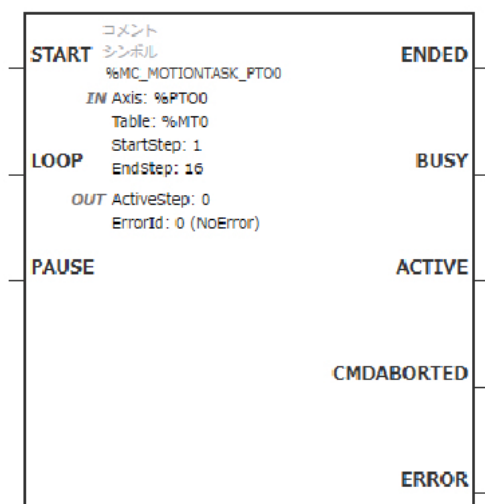 コメント
START シンボル ENDED
%MC_MOTIONTASK_PTO0
IN Axis: %PTO0
Table: %MT0
StartStep: 1
LOOP BUSY
EndStep: 16
OUT ActiveStep: 0
ErrorId: 0 (NoError)
PAUSE ACTIVE
CMDABORTED
ERROR